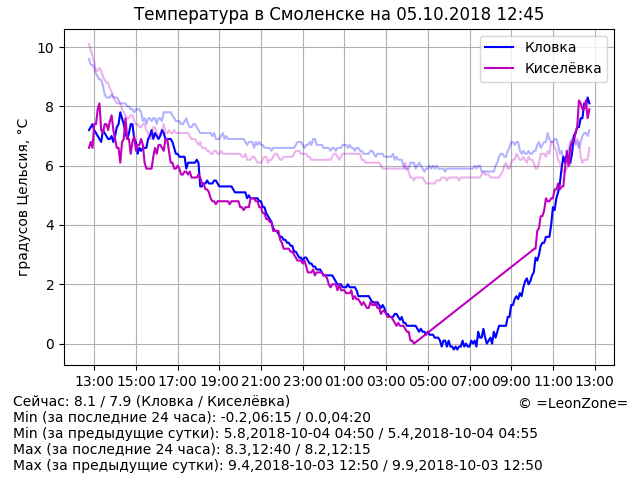 Температура в Смоленске на 05.10.2018 12:45
градусов Цельсия, °C
10
8
6
4
2
0
Кловка
Киселёвка
13:00 15:00 17:00 19:00 21:00 23:00 01:00 03:00 05:00 07:00 09:00 11:00 13:00
Сейчас: 8.1 / 7.9 (Кловка / Киселёвка)
© =LeonZone=
Min (за последние 24 часа): -0.2,06:15 / 0.0,04:20
Min (за предыдущие сутки): 5.8,2018-10-04 04:50 / 5.4,2018-10-04 04:55
Max (за последние 24 часа): 8.3,12:40 / 8.2,12:15
Max (за предыдущие сутки): 9.4,2018-10-03 12:50 / 9.9,2018-10-03 12:50